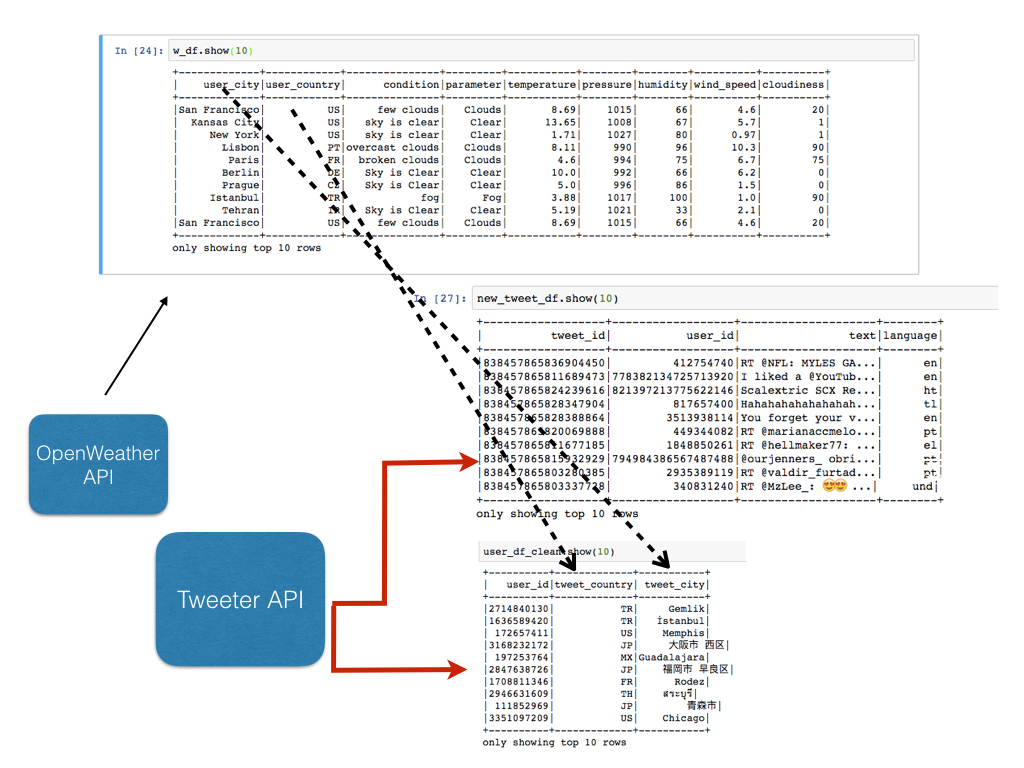 In [24]: w_df.show(10)
+------------+------------+---------------+---------+-----------+--------+--------+----------+----------+
|   user_city|user_country|      condition|parameter|temperature|pressure|humidity|wind_speed|cloudiness|
+------------+------------+---------------+---------+-----------+--------+--------+----------+----------+
|San Francisco|          US|     few clouds|   Clouds|       8.69|    1015|      66|       4.6|        20|
| Kansas City|          US|   sky is clear|    Clear|      13.65|    1008|      67|       5.7|         1|
|    New York|          US|   sky is clear|    Clear|       1.71|    1027|      80|      0.97|         1|
|      Lisbon|          PT|overcast clouds|   Clouds|       8.11|     990|      96|      10.3|        90|
|       Paris|          FR|  broken clouds|   Clouds|        4.6|     994|      75|       6.7|        75|
|      Berlin|          DE|   Sky is Clear|    Clear|       10.0|     992|      66|       6.2|         0|
|      Prague|          CZ|   Sky is Clear|    Clear|        5.0|     996|      86|       1.5|         0|
|    Istanbul|          TR|            fog|      Fog|       3.88|    1017|     100|       1.0|        90|
|      Tehran|            |   Sky is Clear|    Clear|       5.19|    1021|      33|       2.1|         0|
|San Francisco|          US|     few clouds|   Clouds|       8.69|    1015|      66|       4.6|        20|
+------------+------------+---------------+---------+-----------+--------+--------+----------+----------+
only showing top 10 rows
In [27]: new_tweet_df.show(10)
+------------------+------------------+--------------------+--------+
|          tweet_id|           user_id|                text|language|
+------------------+------------------+--------------------+--------+
|838457865836904450|         412754740|RT @NFL: MYLES GA...|      en|
|838457865811689473|778382134725713920|I liked a @YouTub...|      en|
|838457865824239616|821397213775622146|Scalextric SCX Re...|      ht|
|838457865828347904|         817657400|Hahahahahahahahah...|      tl|
|838457865828388864|        3513938114|You forget your v...|      en|
|838457865820069888|         449344082|RT @marianaccmelo...|      pt|
|838457865811677185|        1848850261|RT @hellmaker77: ...|      el|
|838457865815932929|794984386567487488|@ourjenners_ obri...|      pt|
|838457865803280385|        2935389119|RT @valdir_furtad...|      pt|
|838457865803337728|         340831240|RT @MzLee_: 😍😍 ...|     und|
+------------------+------------------+--------------------+--------+
only showing top 10 rows
OpenWeather
API
Tweeter API
user_df_clean.show(10)
+----------+-------------+-----------+
|   user_id|tweet_country| tweet_city|
+----------+-------------+-----------+
|2714840130|           TR|     Gemlik|
|1636589420|           TR|   İstanbul|
| 172657411|           US|    Memphis|
|3168232172|           JP|     大阪市 西区|
| 197253764|           MX|Guadalajara|
|2847638726|           JP|    福岡市 早良区|
|1708811346|           FR|      Rodez|
|2946631609|           TH|    สระบุรี|
| 111852969|           JP|        青森市|
|3351097209|           US|    Chicago|
+----------+-------------+-----------+
only showing top 10 rows